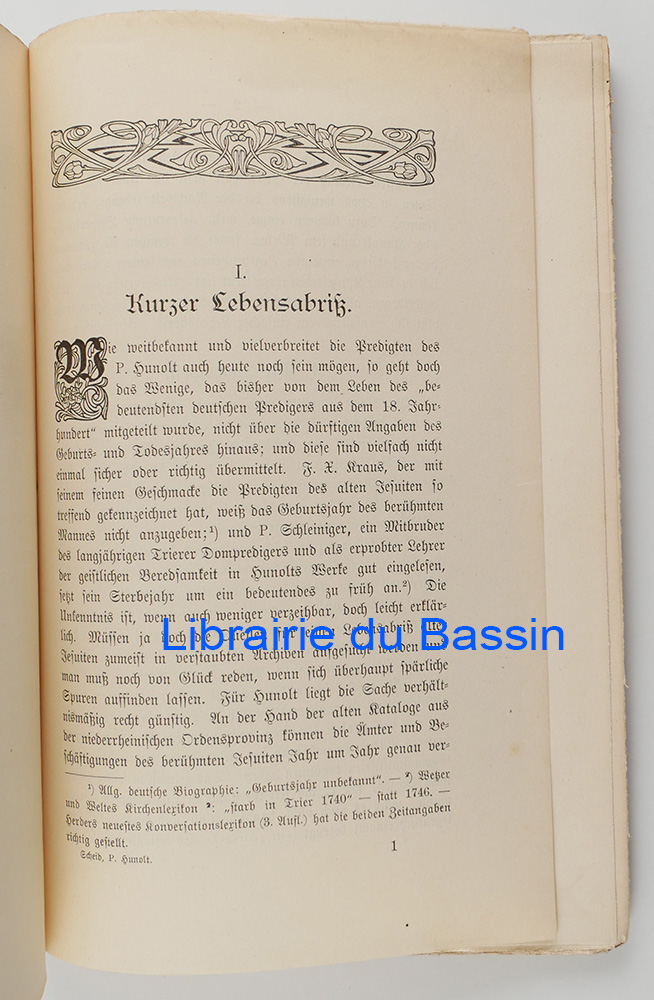 I.
Kurzer Lebensabriß.
Wie weitbekannt und vielverbreitet die Predigten des
P. Hunolt auch heute noch sein mögen, so geht doch
das Wenige, das bisher von dem Leben des „be-
deutendsten deutschen Predigers aus dem 18. Jahr-
hundert“ mitgeteilt wurde, nicht über die dürftigen Angaben des
Geburts- und Todesjahres hinaus; und diese sind vielfach nicht
einmal sicher oder richtig übermittelt. F. X. Kraus, der mit
seinem feinen Geschmacke die Predigten des alten Jesuiten so
treffend gekennzeichnet hat, weiß das Geburtsjahr des berühmten
Mannes nicht anzugeben;¹) und P. Schleiniger, ein Mitbruder
des langjährigen Trierer Dompredigers und als erprobter Lehrer
der geistlichen Beredsamkeit in Hunolts Werke gut eingelesen,
setzt sein Sterbejahr um ein bedeutendes zu früh an.²) Die
Unkenntnis ist, wenn auch weniger verzeihbar, doch leicht erklär-
lich. Müssen ja doch die Quellen für Lebensabriß
Librairie du Bassin
Jesuiten zumeist in verstaubten Archiven aufgesucht werden und
man muß noch von Glück reden, wenn sich überhaupt spärliche
Spuren auffinden lassen. Für Hunolt liegt die Sache verhält-
nismäßig recht günstig. An der Hand der alten Kataloge aus
der niederrheinischen Ordensprovinz können die Ämter und Be-
schäftigungen des berühmten Jesuiten Jahr um Jahr genau ver-
¹) Allg. deutsche Biographie: „Geburtsjahr unbekannt“. — ²) Wetzer
und Weltes Kirchenlexikon ²: „starb in Trier 1740“ — statt 1746. —
Herders neuestes Konversationslexikon (3. Aufl.) hat die beiden Zeitangaben
richtig gestellt.
Scheid, P. Hunolt.
1